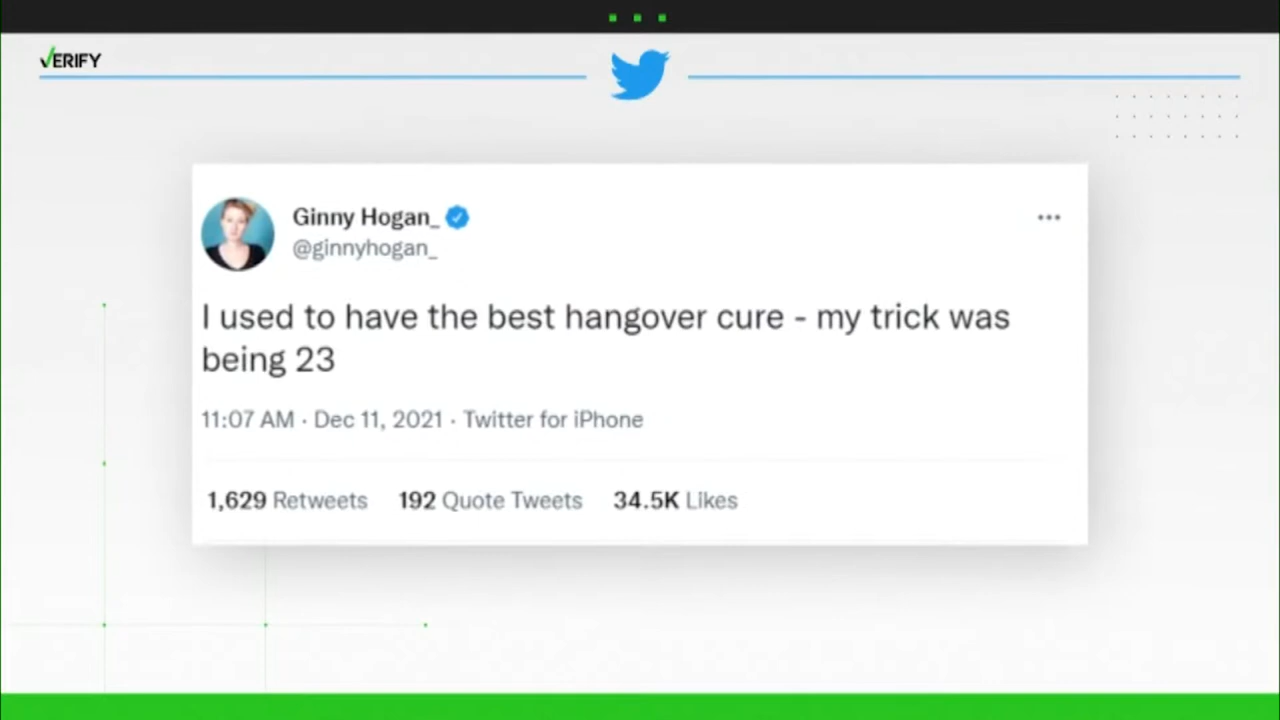 VERIFY
Ginny Hogan_
@ginnyhogan_
I used to have the best hangover cure - my trick was
being 23
11:07 AM · Dec 11, 2021 · Twitter for iPhone
1,629 Retweets 192 Quote Tweets 34.5K Likes